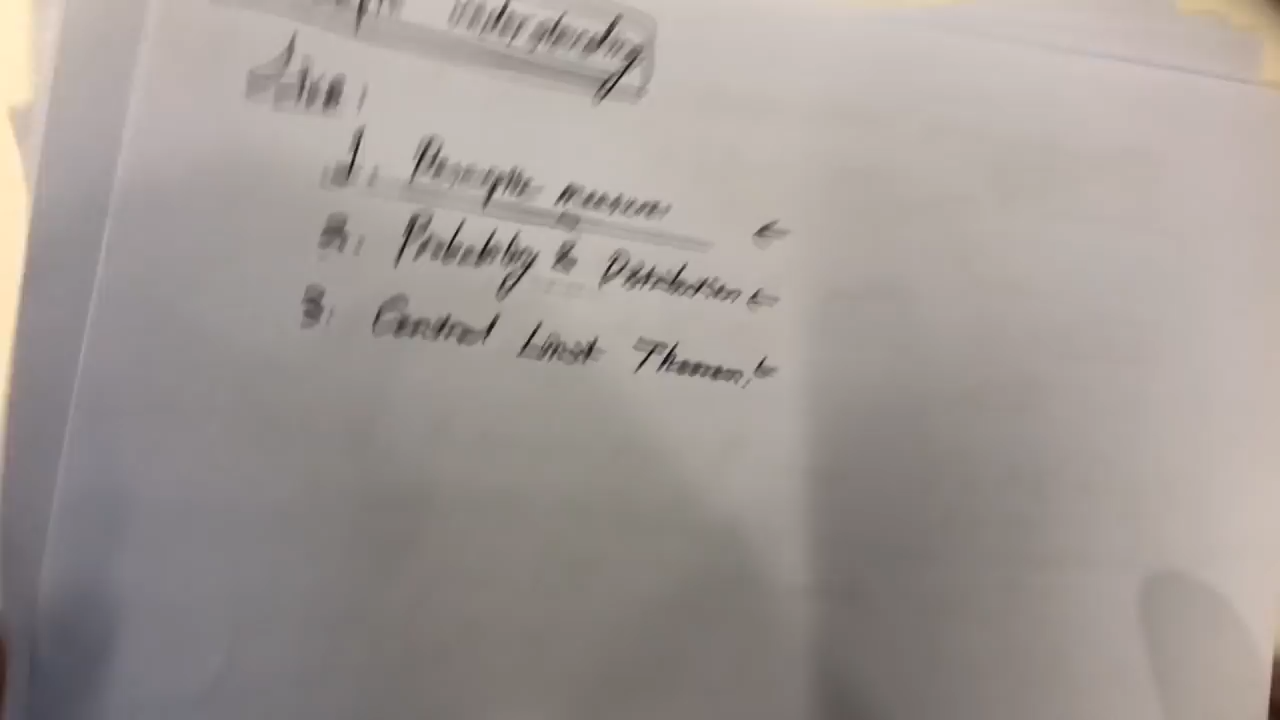 Understanding
1. Descriptive measures ←
2. Probability & Distribution ←
3. Central Limit Theorem. ←